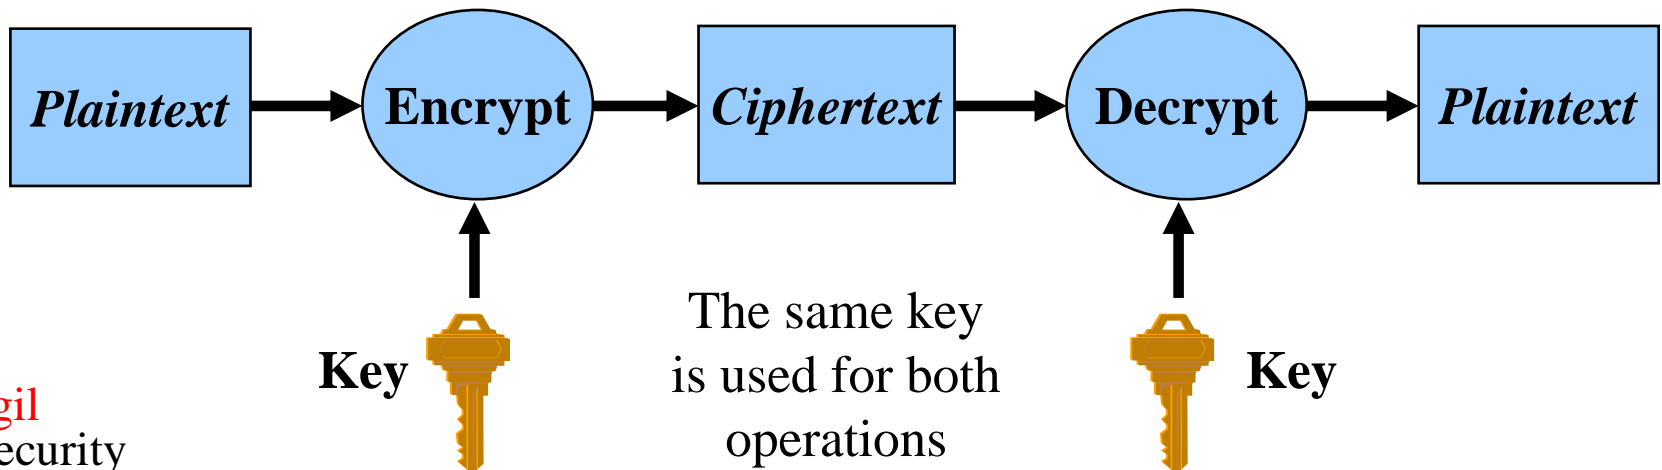 Plaintext
Encrypt
Ciphertext
Decrypt
Plaintext
The same key
is used for both
operations
Key
Key
gil
ecurity